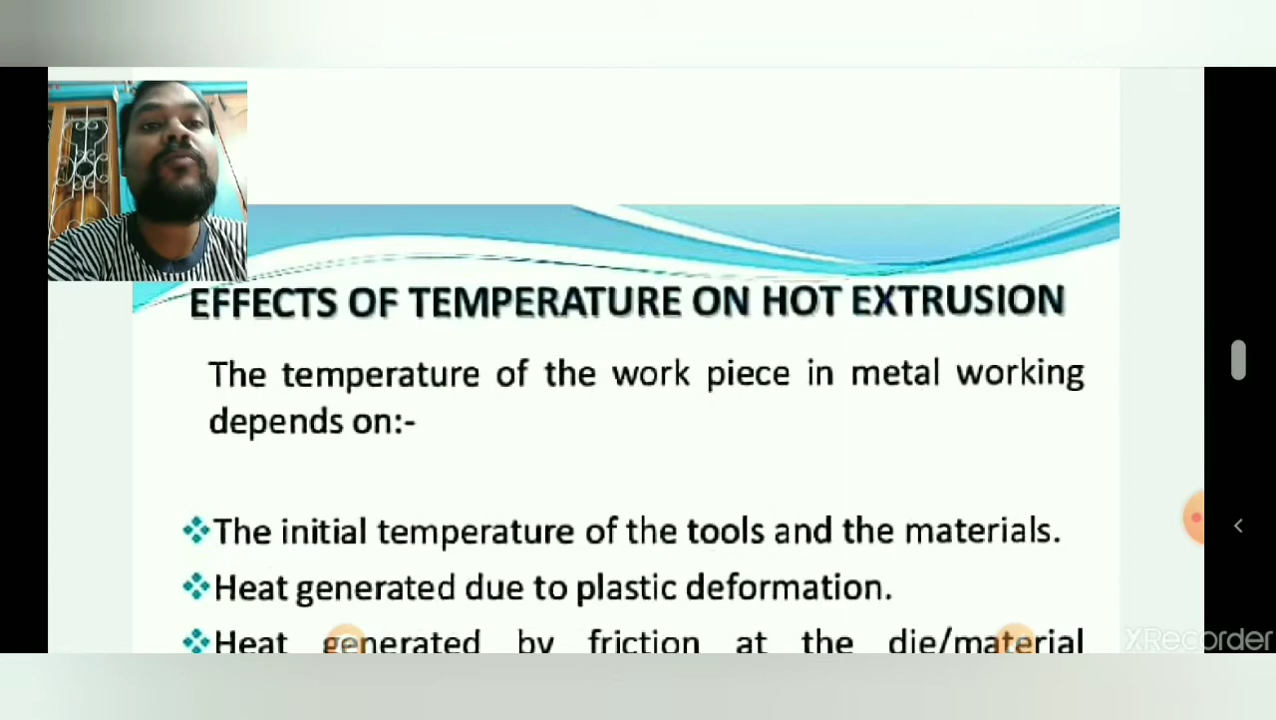 EFFECTS OF TEMPERATURE ON HOT EXTRUSION
The temperature of the work piece in metal working
depends on:-
The initial temperature of the tools and the materials.
Heat generated due to plastic deformation.
Heat generated by friction at the die/material
XRecorder